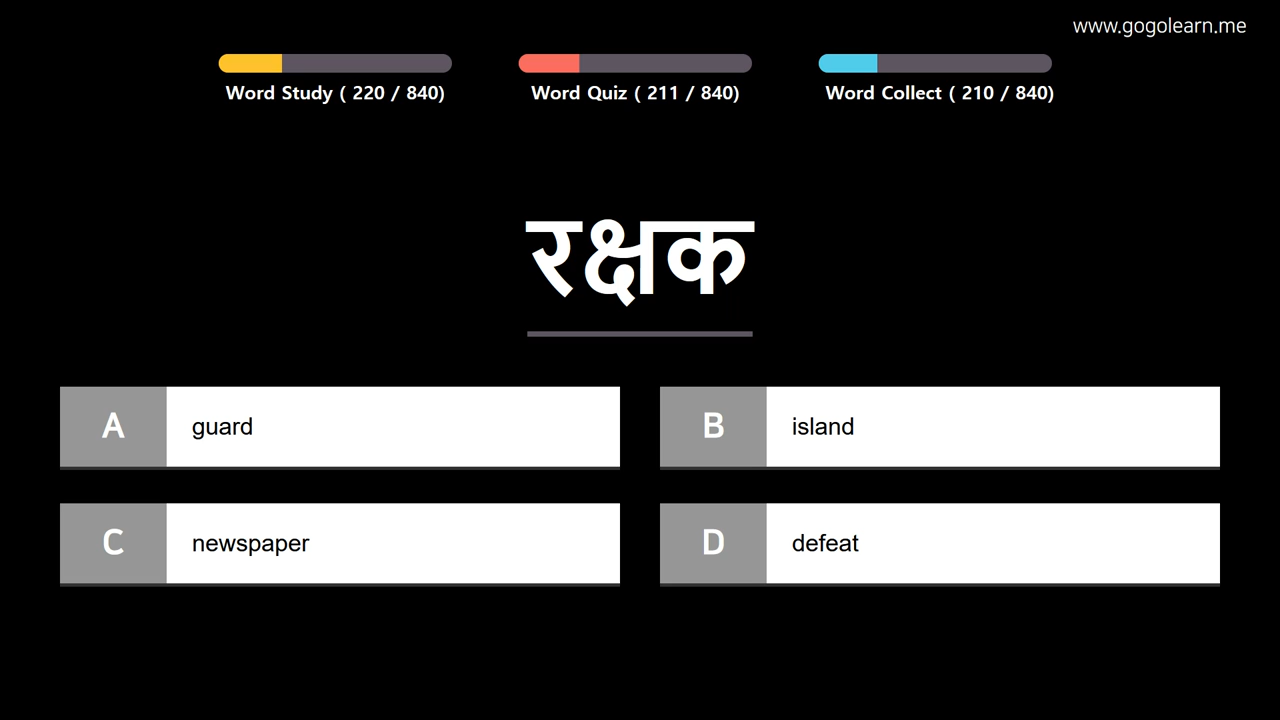 www.gogolearn.me
Word Study ( 220 / 840)
Word Quiz ( 211 / 840)
Word Collect ( 210 / 840)
रक्षक
A guard
B island
C newspaper
D defeat